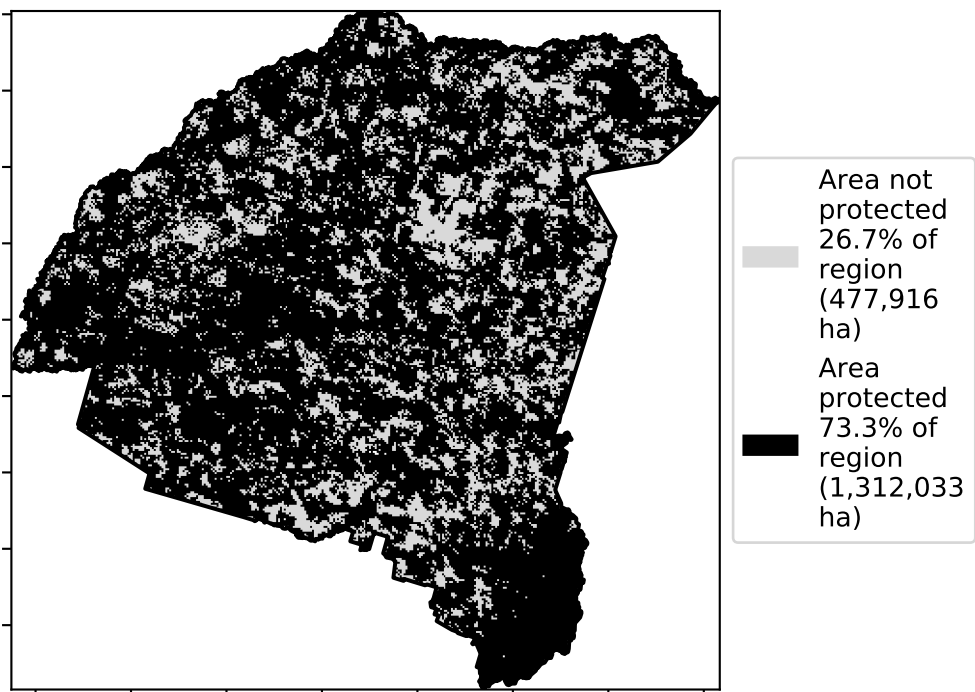 Area not
protected
26.7% of
region
(477,916
ha)
Area
protected
73.3% of
region
(1,312,033
ha)